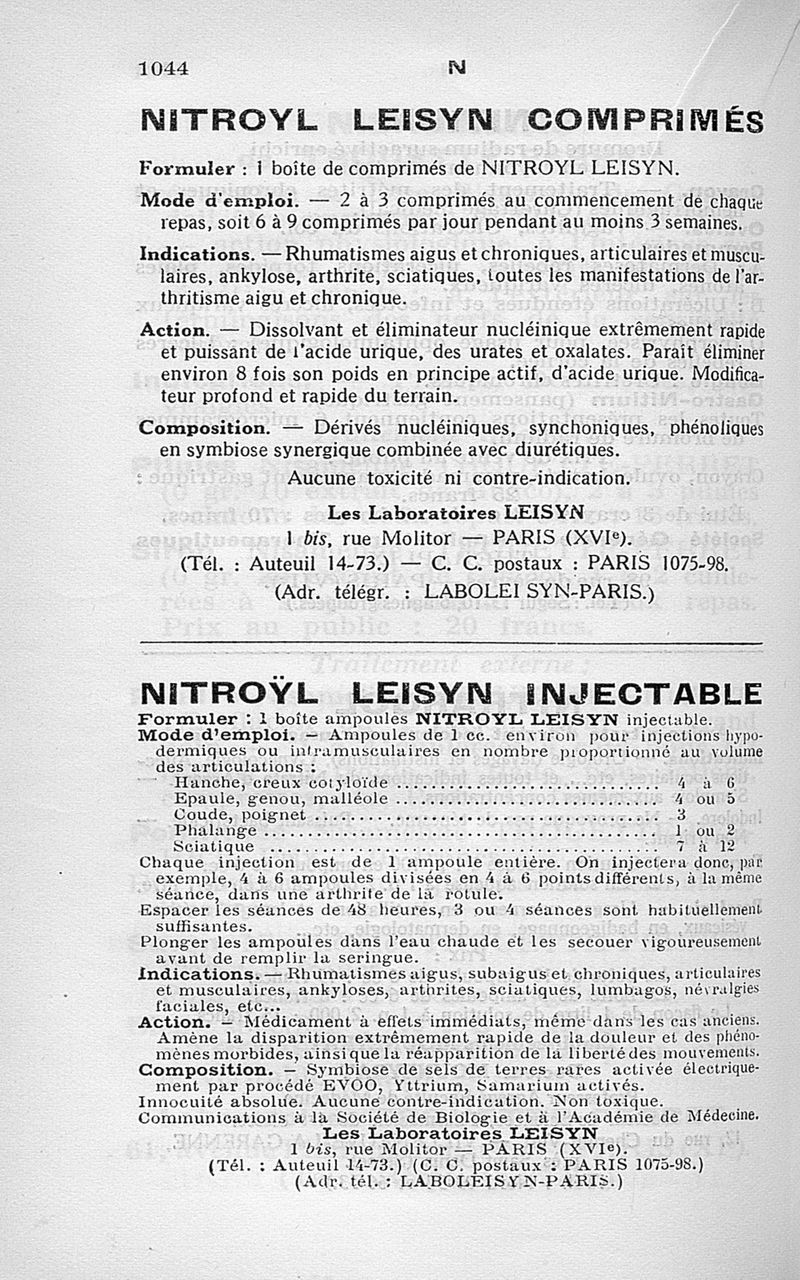 1044
N
NITROYL LEISYN COMPRIMÉS
Formuler : 1 boîte de comprimés de NITROYL LEISYN.
Mode d'emploi. — 2 à 3 comprimés au commencement de chaque
repas, soit 6 à 9 comprimés par jour pendant au moins 3 semaines.
Indications. — Rhumatismes aigus et chroniques, articulaires et muscu-
laires, ankylose, arthrite, sciatiques, toutes les manifestations de l'ar-
thritisme aigu et chronique.
Action. — Dissolvant et éliminateur nucléinique extrêmement rapide
et puissant de l'acide urique, des urates et oxalates. Paraît éliminer
environ 8 fois son poids en principe actif, d'acide urique. Modifica-
teur profond et rapide du terrain.
Composition. — Dérivés nucléiniques, synchoniques, phénoliques
en symbiose synergique combinée avec diurétiques.
Aucune toxicité ni contre-indication.
Les Laboratoires LEISYN
1 bis, rue Molitor — PARIS (XVIe).
(Tél. : Auteuil 14-73.) — C. C. postaux : PARIS 1075-98.
(Adr. télégr. : LABOLEI SYN-PARIS.)
NITROŸL LEISYN INJECTABLE
Formuler : 1 boîte ampoules NITROYL LEISYN injectable.
Mode d'emploi. — Ampoules de 1 cc. environ pour injections hypo-
dermiques ou intramusculaires en nombre proportionné au volume
des articulations :
Hanche, creux cotyloïde .............................. 4 à 6
Epaule, genou, malléole .............................. 4 ou 5
Coude, poignet .............................. 3
Phalange .............................. 1 ou 2
Sciatique .............................. 7 à 12
Chaque injection est de 1 ampoule entière. On injectera donc, par
exemple, 4 à 6 ampoules divisées en 4 à 6 points différents, à la même
séance, dans une arthrite de la rotule.
Espacer les séances de 48 heures, 3 ou 4 séances sont habituellement
suffisantes.
Plonger les ampoules dans l'eau chaude et les secouer vigoureusement
avant de remplir la seringue.
Indications. — Rhumatismes aigus, subaigus et chroniques, articulaires
et musculaires, ankyloses, arthrites, sciatiques, lumbagos, névralgies
faciales, etc...
Action. — Médicament à effets immédiats, même dans les cas anciens.
Amène la disparition extrêmement rapide de la douleur et des phéno-
mènes morbides, ainsi que la réapparition de la liberté des mouvements.
Composition. — Symbiose de sels de terres rares activée électrique-
ment par procédé EVOO, Yttrium, Samarium activés.
Innocuité absolue. Aucune contre-indication. Non toxique.
Communications à la Société de Biologie et à l'Académie de Médecine.
Les Laboratoires LEISYN
1 bis, rue Molitor — PARIS (XVIe).
(Tél. : Auteuil 14-73.) (C. C. postaux : PARIS 1075-98.)
(Adr. tél. : LABOLEISYN-PARIS.)